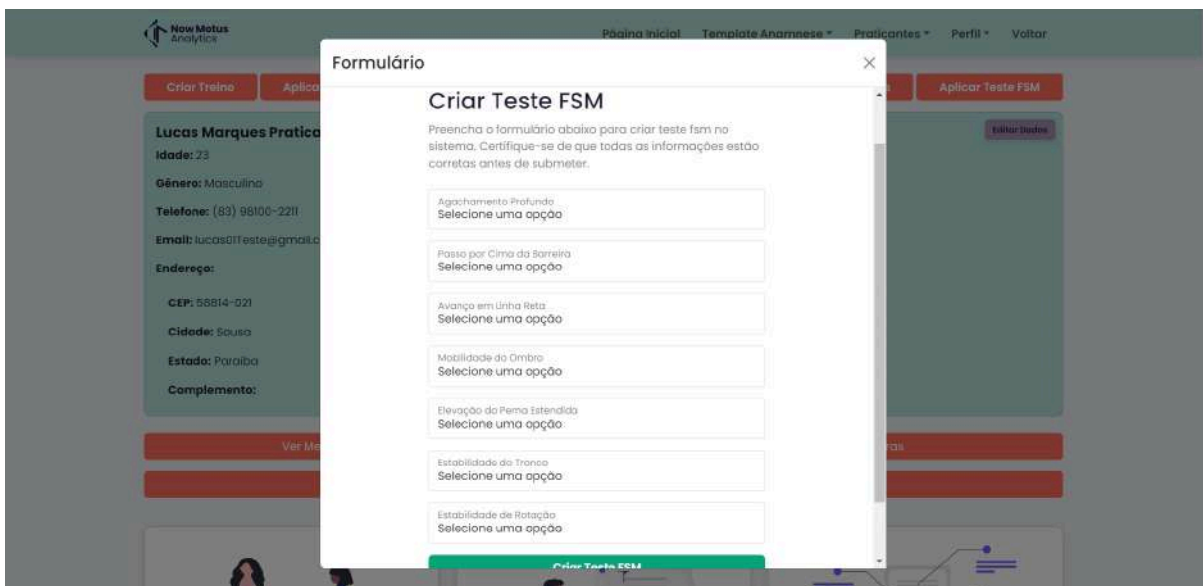 Now Motus
Analytics
Página Inicial Template Anamnese Praticantes Perfil Voltar
Formulário
Criar Treino
Aplicar Teste FSM
Criar Teste FSM
Preencha o formulário abaixo para criar teste fsm no
sistema. Certifique-se de que todas as informações estão
corretas antes de submeter.
Lucas Marques Pratica
Editar Dados
Idade: 23
Gênero: Masculino
Telefone: (83) 98100-2211
Email: lucas01Teste@gmail.c
Endereço:
CEP: 58814-021
Cidade: Sousa
Estado: Paraíba
Complemento:
Agachamento Profundo
Selecione uma opção
Passo por Cima da Barreira
Selecione uma opção
Avanço em Linha Reta
Selecione uma opção
Mobilidade do Ombro
Selecione uma opção
Elevação da Perna Estendida
Selecione uma opção
Estabilidade do Tronco
Selecione uma opção
Estabilidade de Rotação
Selecione uma opção
Criar Teste FSM
Ver Me